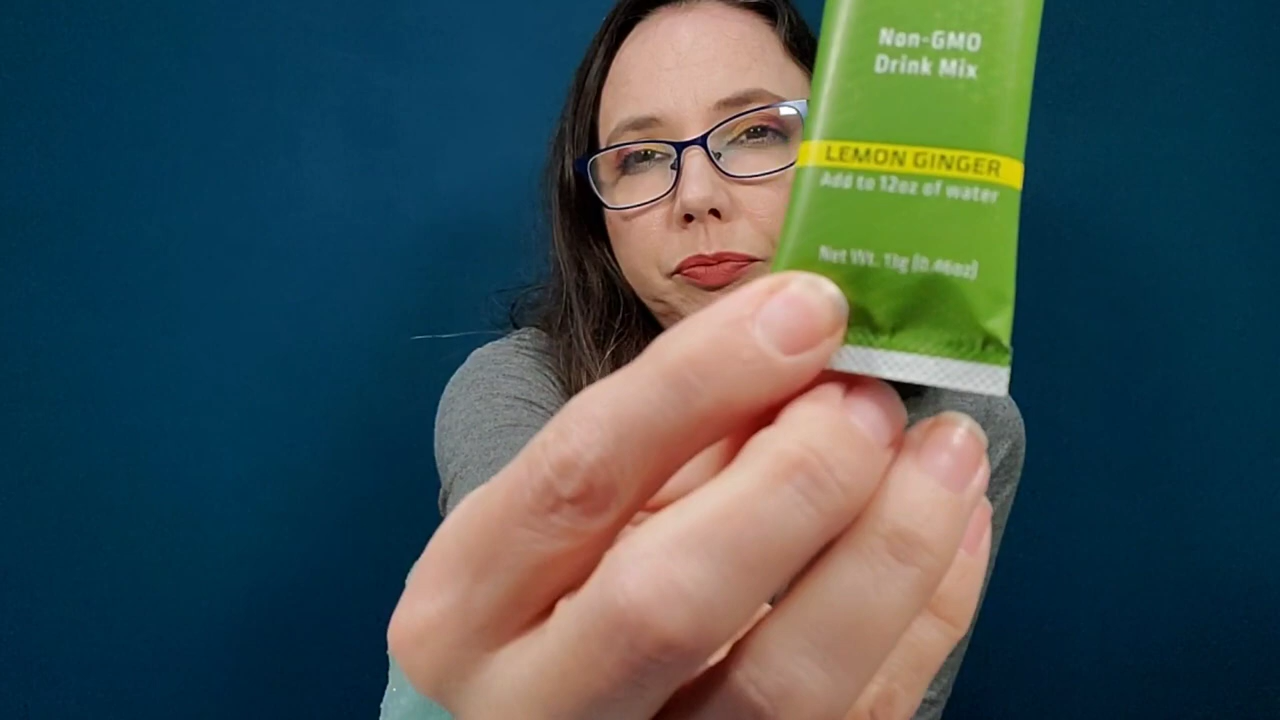 Non-GMO
Drink Mix
LEMON GINGER
Add to 12oz of water
Net Wt. 13g (0.46oz)